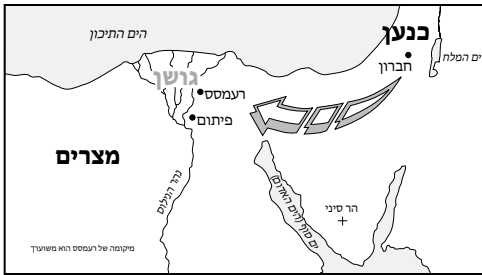 הים התיכון
כנען
ים המלח
חברון
גושן
רעמסס
פיתום
מצרים
נהר הנילוס
ים סוף (הים האדום)
הר סיני
מיקומה של רעמסס הוא משוערך